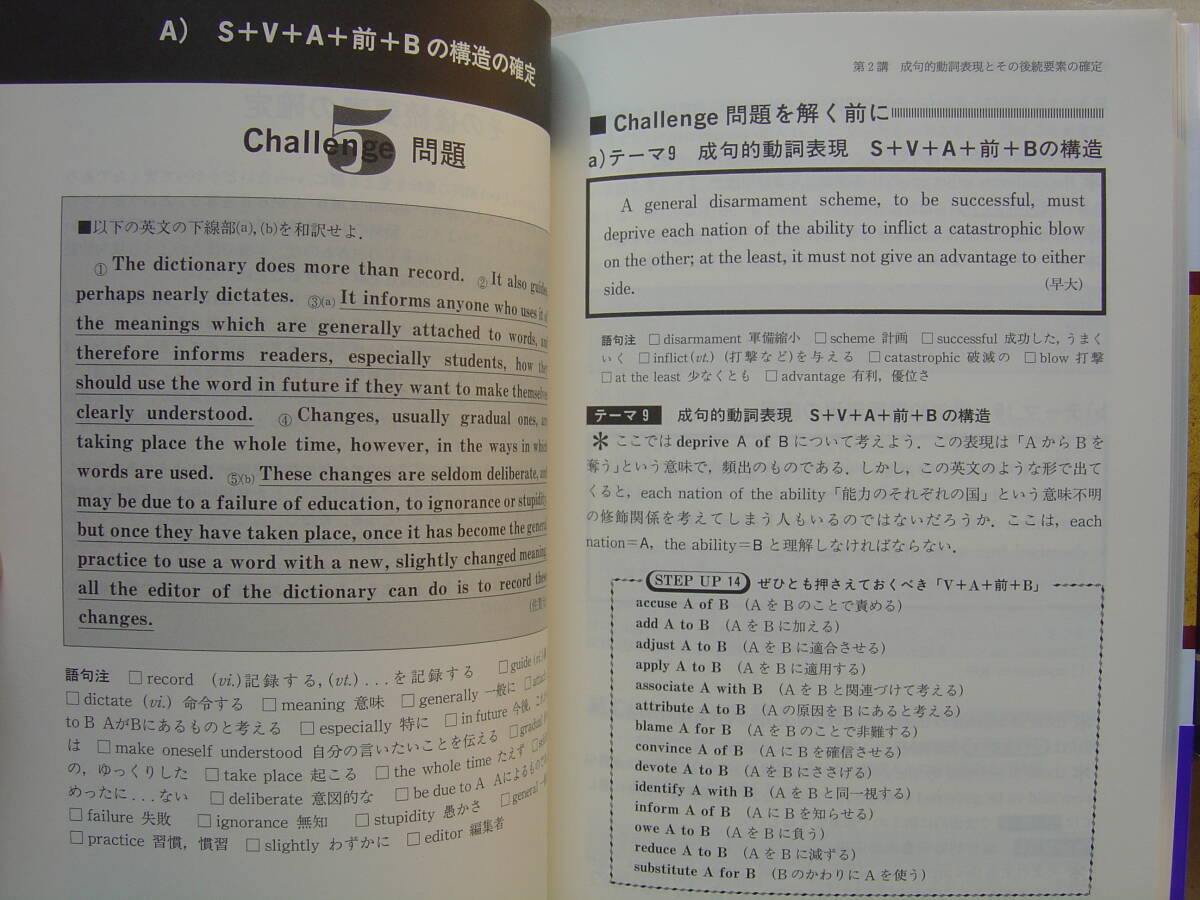 A) S+V+A+前+Bの構造の確定
Challenge 5 問題
■以下の英文の下線部(a), (b)を和訳せよ.
① The dictionary does more than record. ② It also guides,
perhaps nearly dictates. ③(a) It informs anyone who uses it of
the meanings which are generally attached to words, and
therefore informs readers, especially students, how they
should use the word in future if they want to make themselves
clearly understood. ④ Changes, usually gradual ones, are
taking place the whole time, however, in the ways in which
words are used. ⑤(b) These changes are seldom deliberate, and
may be due to a failure of education, to ignorance or stupidity,
but once they have taken place, once it has become the general
practice to use a word with a new, slightly changed meaning,
all the editor of the dictionary can do is to record these
changes.
語句注 □ record (vi.)記録する, (vt.) ...を記録する □ guide
□ dictate (vi.) 命令する □ meaning 意味 □ generally 一般に □ attach
to B AがBにあるものと考える □ especially 特に □ in future 今後,
は □ make oneself understood 自分の言いたいことを伝える □ gradual
の, ゆっくりした □ take place 起こる □ the whole time たえず
めったに...ない □ deliberate 意図的な □ be due to A Aによるもので
□ failure 失敗 □ ignorance 無知 □ stupidity 愚かさ □ general
□ practice 習慣, 慣習 □ slightly わずかに □ editor 編集者
第2講 成句的動詞表現とその後続要素の確定
■ Challenge 問題を解く前に
a)テーマ9 成句的動詞表現 S+V+A+前+Bの構造
A general disarmament scheme, to be successful, must
deprive each nation of the ability to inflict a catastrophic blow
on the other; at the least, it must not give an advantage to either
side. (早大)
語句注 □ disarmament 軍備縮小 □ scheme 計画 □ successful 成功した, うまく
いく □ inflict(vt.) (打撃など)を与える □ catastrophic 破滅の □ blow 打撃
□ at the least 少なくとも □ advantage 有利, 優位さ
テーマ9 成句的動詞表現 S+V+A+前+Bの構造
＊ここでは deprive A of B について考えよう. この表現は「AからBを
奪う」という意味で, 頻出のものである. しかし, この英文のような形で出て
くると, each nation of the ability「能力のそれぞれの国」という意味不明
の修飾関係を考えてしまう人もいるのではないだろうか. ここは, each
nation=A, the ability=B と理解しなければならない.
STEP UP 14 ぜひとも押さえておくべき「V+A+前+B」
accuse A of B (AをBのことで責める)
add A to B (AをBに加える)
adjust A to B (AをBに適合させる)
apply A to B (AをBに適用する)
associate A with B (AをBと関連づけて考える)
attribute A to B (Aの原因をBにあると考える)
blame A for B (AをBのことで非難する)
convince A of B (AにBを確信させる)
devote A to B (AをBにささげる)
identify A with B (AをBと同一視する)
inform A of B (AにBを知らせる)
owe A to B (AをBに負う)
reduce A to B (AをBに減ずる)
substitute A for B (BのかわりにAを使う)